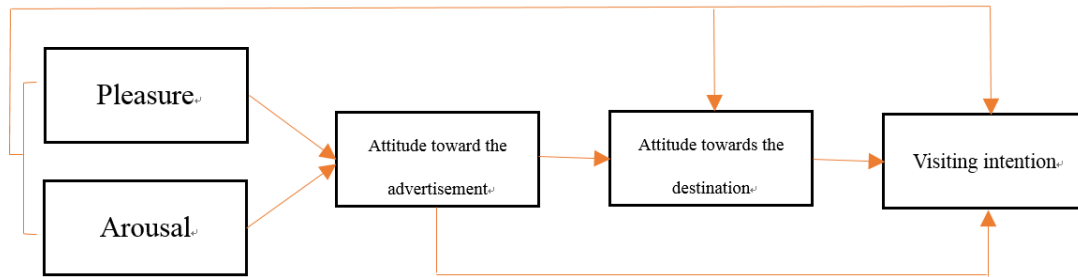 Pleasure
Arousal
Attitude toward the
advertisement
Attitude towards the
destination
Visiting intention